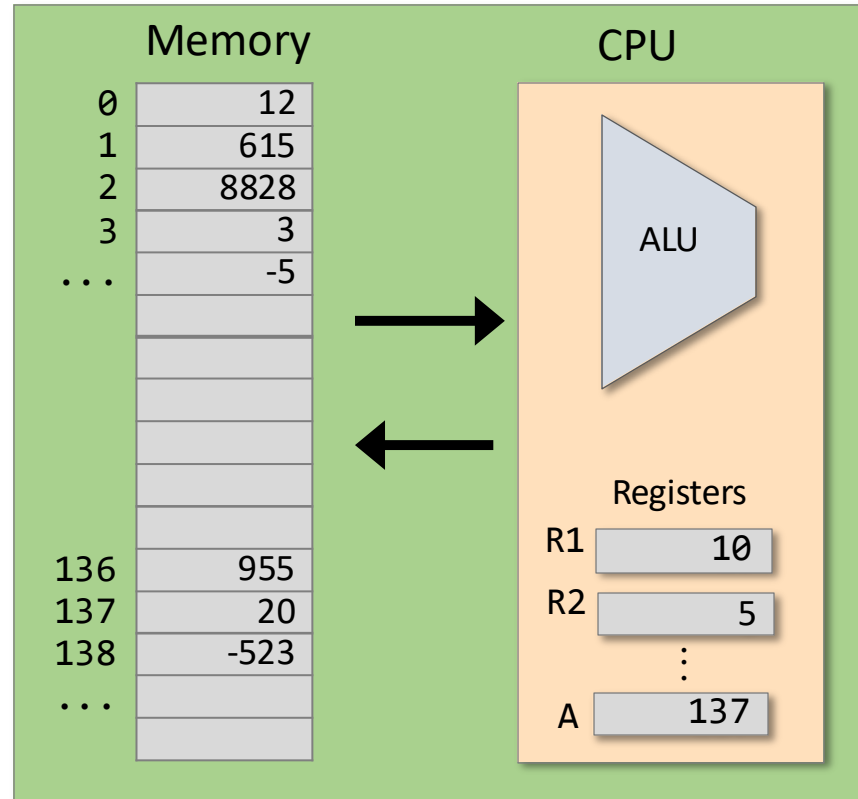 Memory
0 12
1 615
2 8828
3 3
... -5
136 955
137 20
138 -523
...
CPU
ALU
Registers
R1 10
R2 5
⋮
A 137